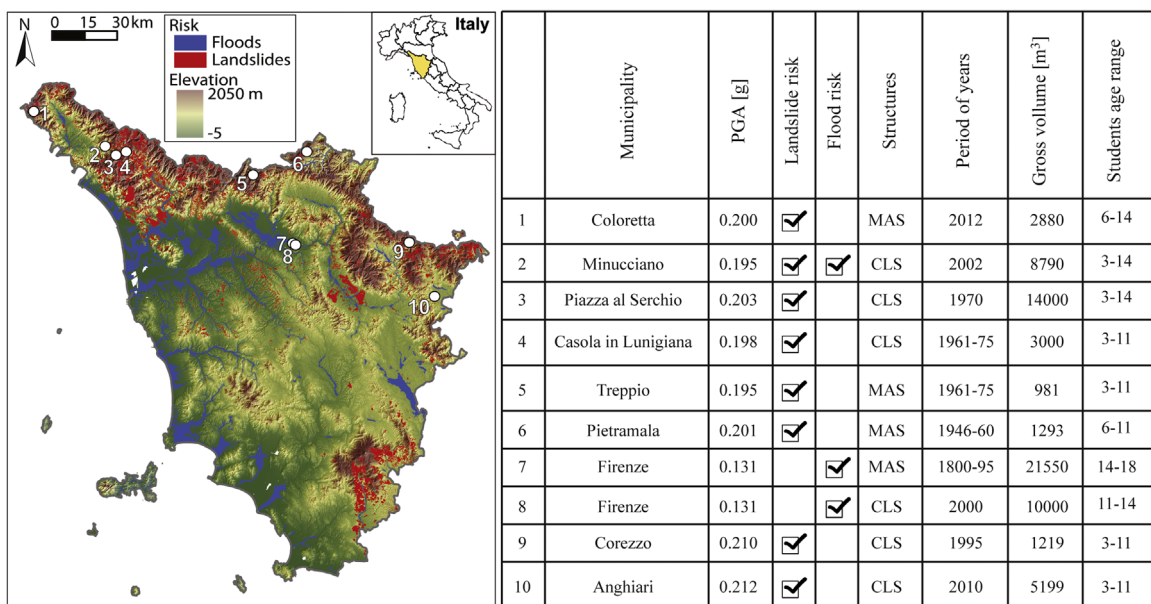 0 15 30 km
N
Risk
Floods
Landslides
Elevation
2050 m
-5
Italy
1
2
3
4
5
6
7
8
9
10
Municipality
PGA [g]
Landslide risk
Flood risk
Structures
Period of years
Gross vollume [m³]
Students age range
1 Coloretta 0.200 MAS 2012 2880 6-14
2 Minucciano 0.195 CLS 2002 8790 3-14
3 Piazza al Serchio 0.203 CLS 1970 14000 3-14
4 Casola in Lunigiana 0.198 CLS 1961-75 3000 3-11
5 Treppio 0.195 MAS 1961-75 981 3-11
6 Pietramala 0.201 MAS 1946-60 1293 6-11
7 Firenze 0.131 MAS 1800-95 21550 14-18
8 Firenze 0.131 CLS 2000 10000 11-14
9 Corezzo 0.210 CLS 1995 1219 3-11
10 Anghiari 0.212 CLS 2010 5199 3-11